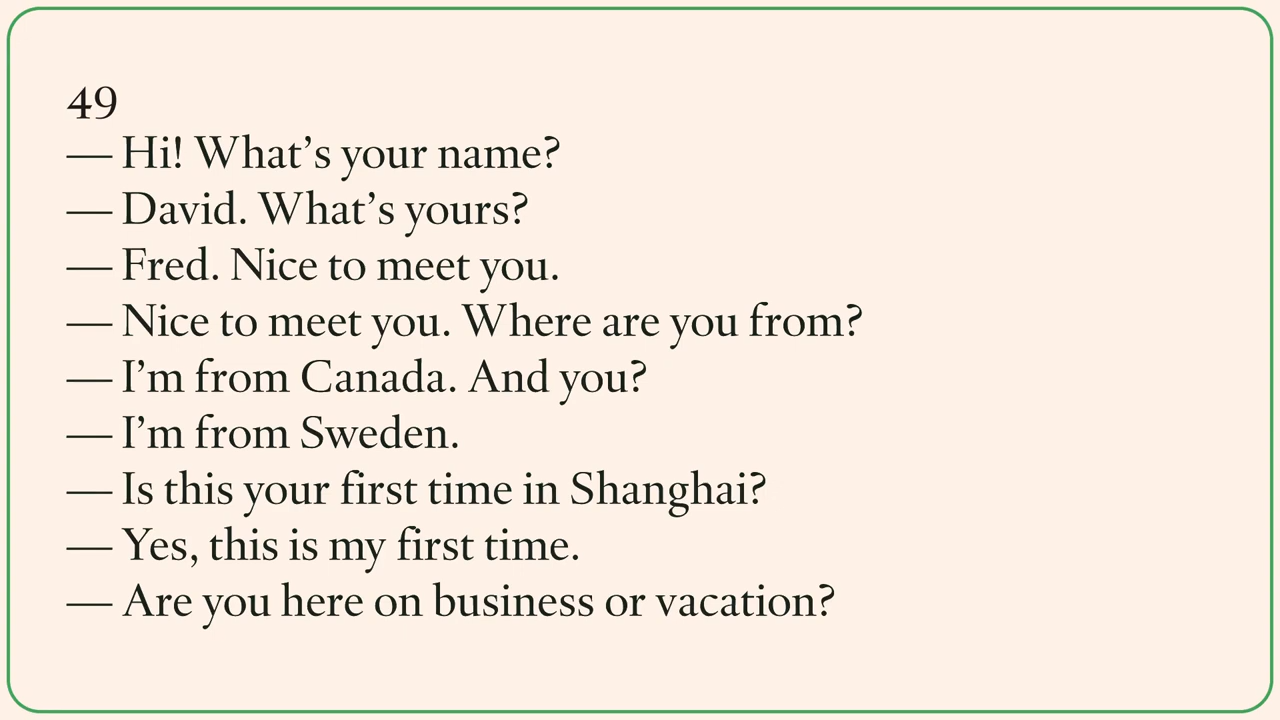 49
— Hi! What’s your name?
— David. What’s yours?
— Fred. Nice to meet you.
— Nice to meet you. Where are you from?
— I’m from Canada. And you?
— I’m from Sweden.
— Is this your first time in Shanghai?
— Yes, this is my first time.
— Are you here on business or vacation?